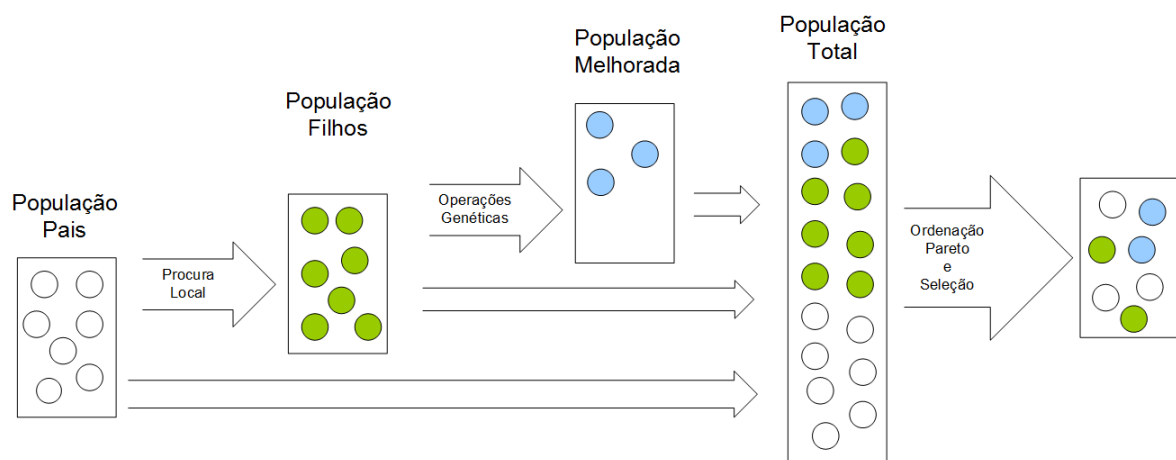 População
Pais
Procura
Local
População
Filhos
Operações
Genéticas
População
Melhorada
População
Total
Ordenação
Pareto
e
Seleção